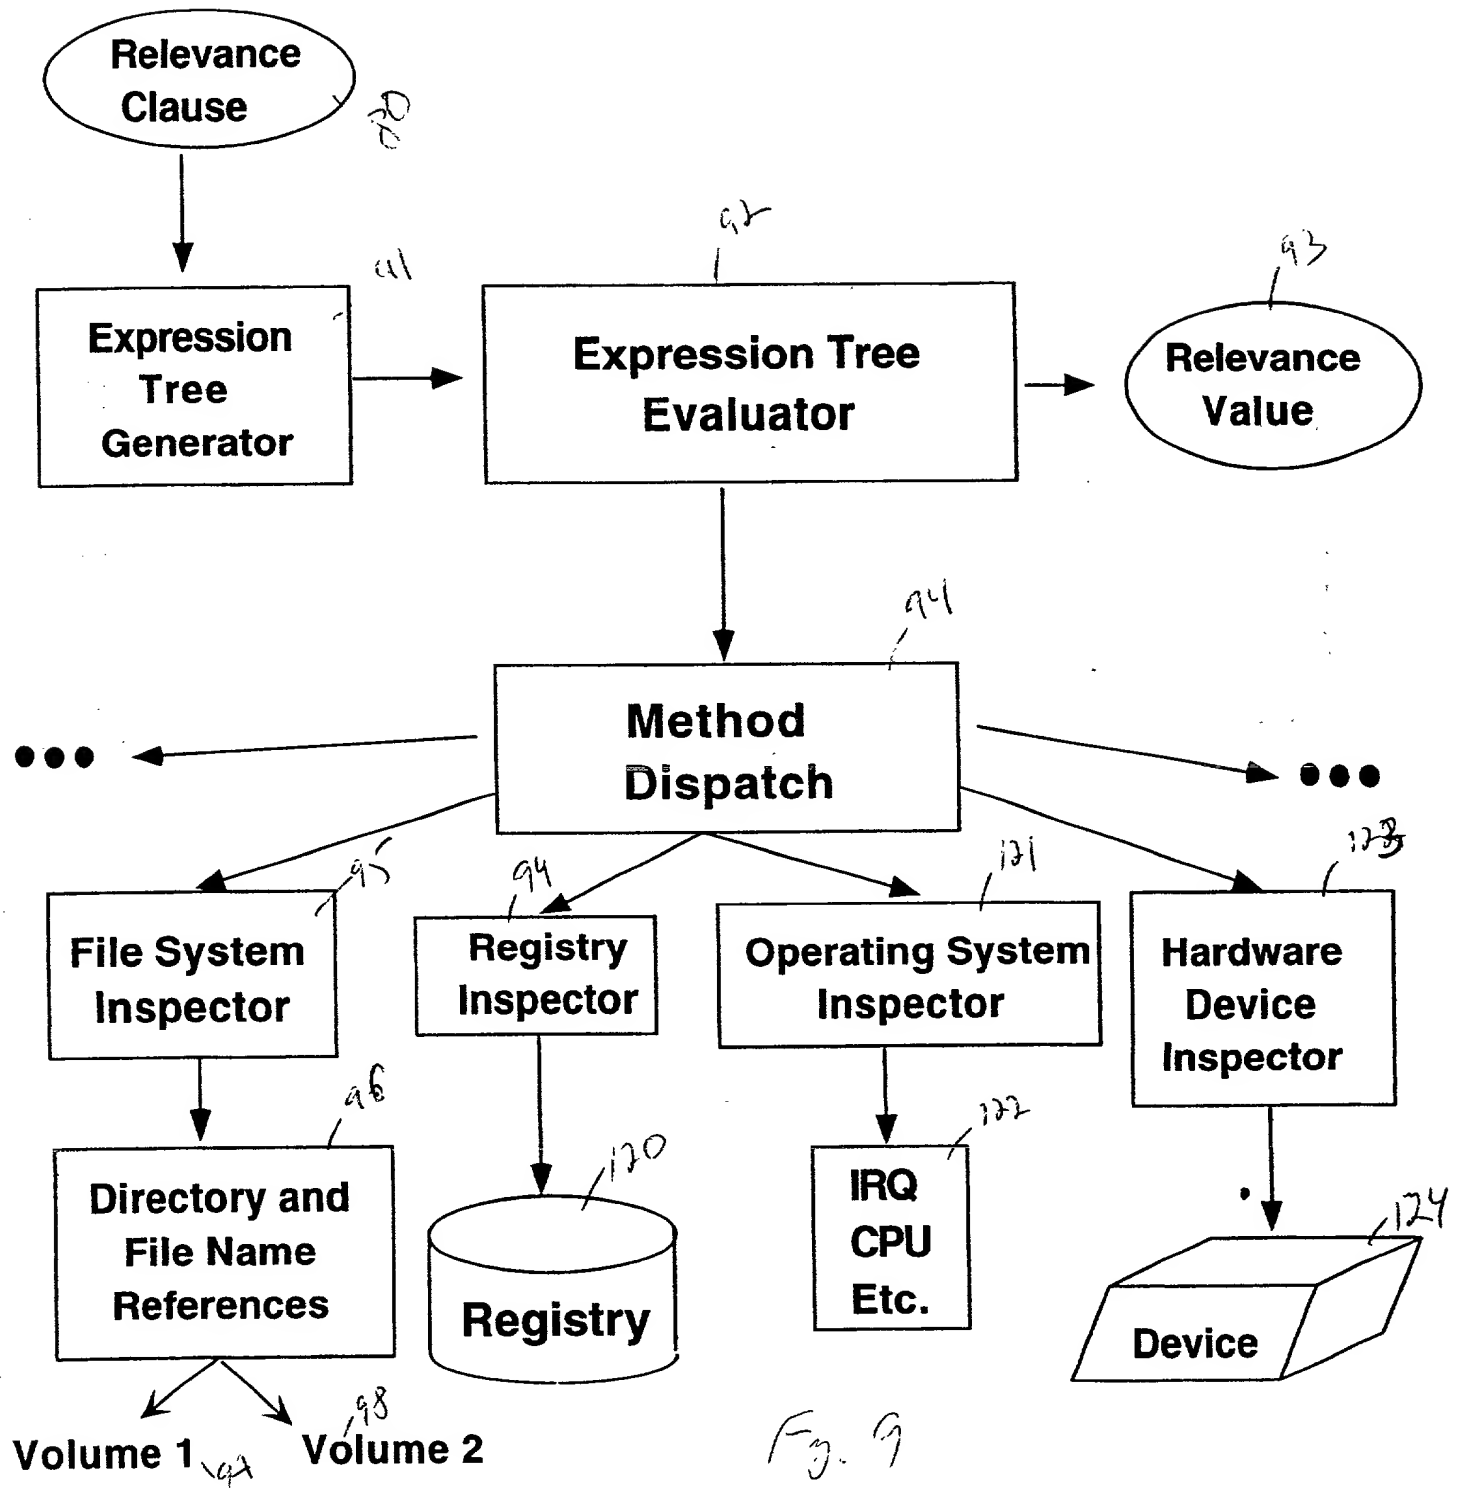 Relevance
Clause
92
93
91
Expression
Tree
Generator
Expression Tree
Evaluator
Relevance
Value
94
Method
Dispatch
95
94
121
123
File System
Inspector
Registry
Inspector
Operating System
Inspector
Hardware
Device
Inspector
96
120
122
124
Directory and
File Name
References
Registry
IRQ
CPU
Etc.
Device
98
Volume 1
97
Volume 2
Fig. 9